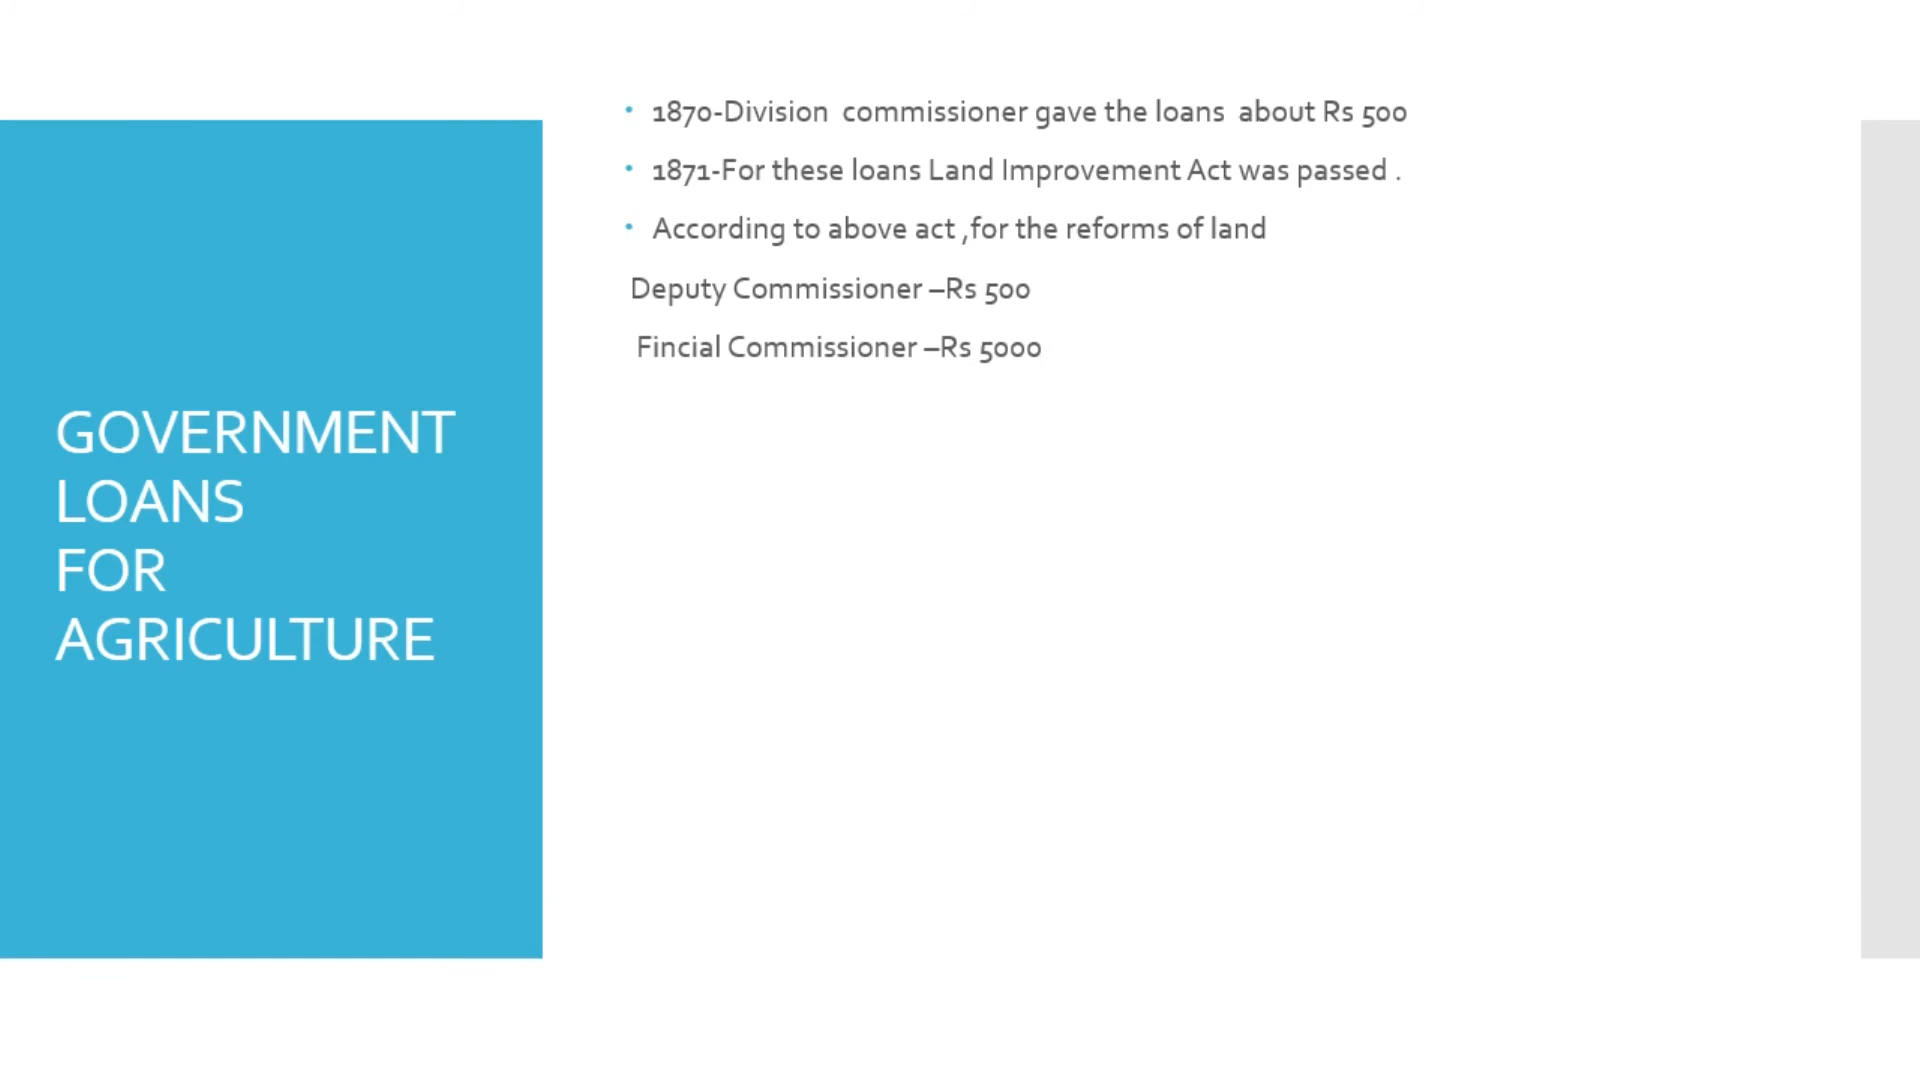 GOVERNMENT
LOANS
FOR
AGRICULTURE
• 1870-Division commissioner gave the loans about Rs 500
• 1871-For these loans Land Improvement Act was passed .
• According to above act ,for the reforms of land
Deputy Commissioner –Rs 500
Fincial Commissioner –Rs 5000